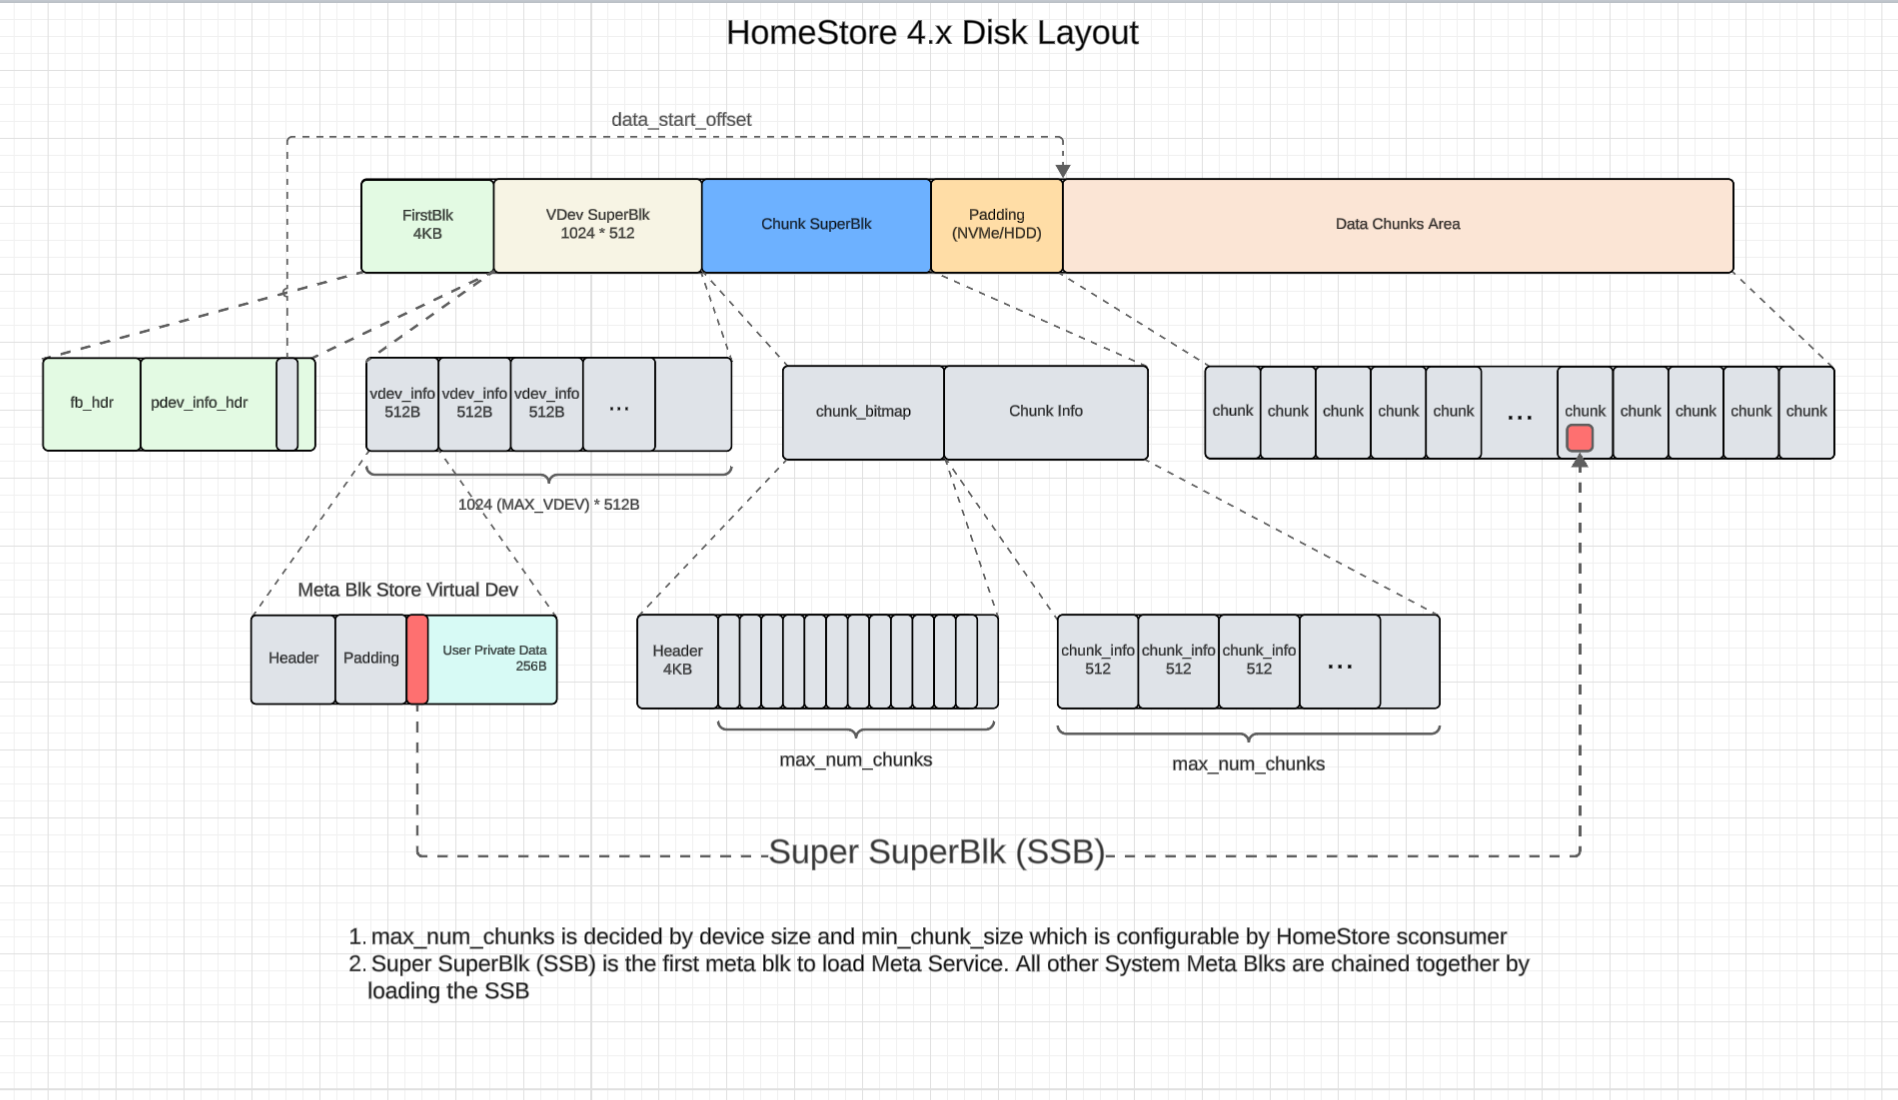 HomeStore 4.x Disk Layout
data_start_offset
FirstBlk
4KB
VDev SuperBlk
1024 * 512
Chunk SuperBlk
Padding
(NVMe/HDD)
Data Chunks Area
fb_hdr
pdev_info_hdr
vdev_info
512B
vdev_info
512B
vdev_info
512B
...
1024 (MAX_VDEV) * 512B
chunk_bitmap
Chunk Info
chunk
chunk
chunk
chunk
chunk
...
chunk
chunk
chunk
chunk
chunk
Meta Blk Store Virtual Dev
Header
Padding
User Private Data
256B
Header
4KB
max_num_chunks
chunk_info
512
chunk_info
512
chunk_info
512
...
max_num_chunks
Super SuperBlk (SSB)
1. max_num_chunks is decided by device size and min_chunk_size which is configurable by HomeStore sconsumer
2. Super SuperBlk (SSB) is the first meta blk to load Meta Service. All other System Meta Blks are chained together by
loading the SSB